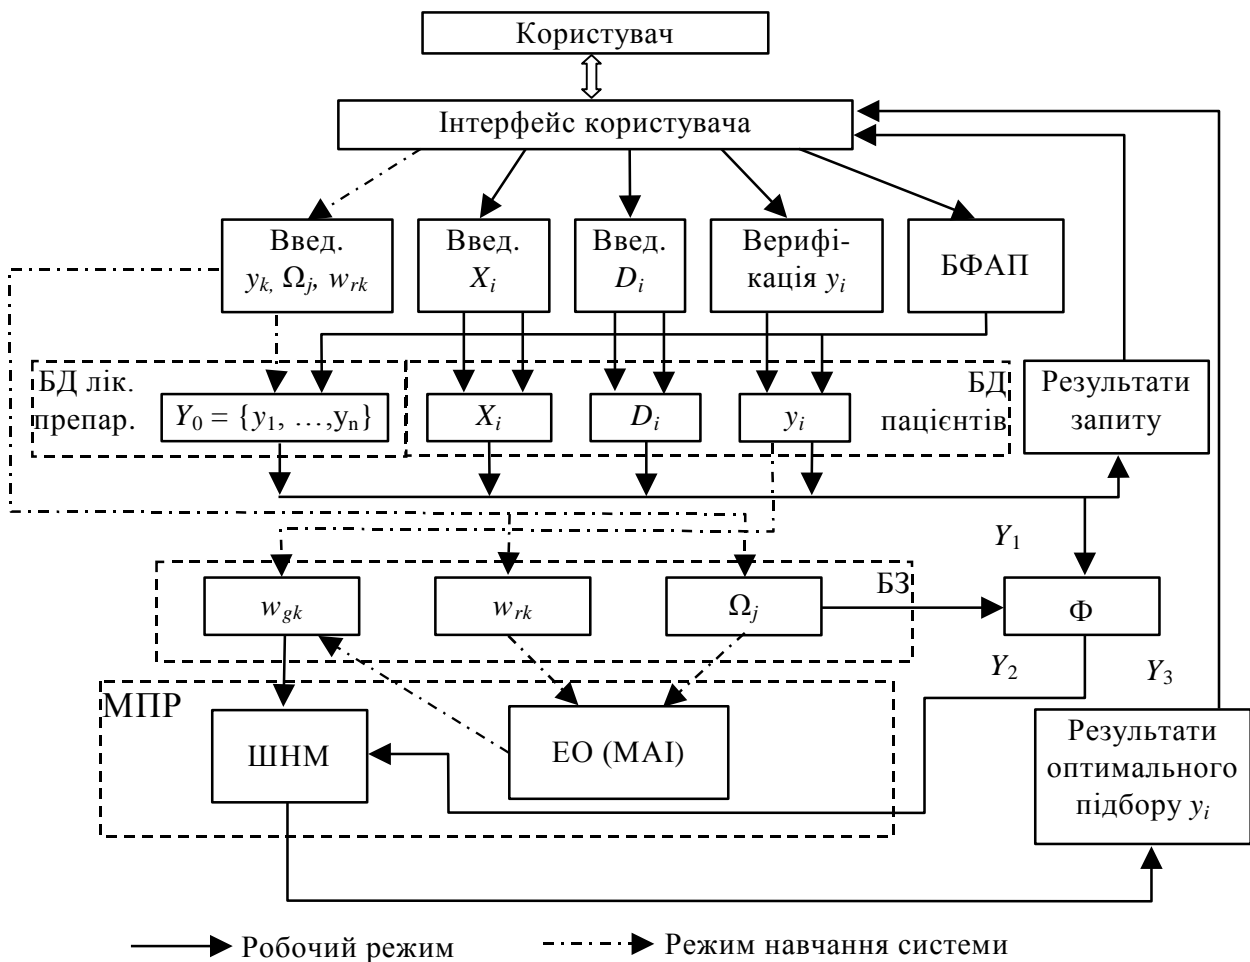 Користувач
Інтерфейс користувача
Введ.
yk, Ωj, wrk
Введ.
Xi
Введ.
Di
Верифі-
кація yi
БФАП
БД лік.
препар.
Y0 = {y1, …,yn}
Xi
Di
yi
БД
пацієнтів
Результати
запиту
Y1
wgk
wrk
Ωj
БЗ
Ф
Y2
Y3
МПР
ШНМ
ЕО (МАІ)
Результати
оптимального
підбору yi
Робочий режим
Режим навчання системи